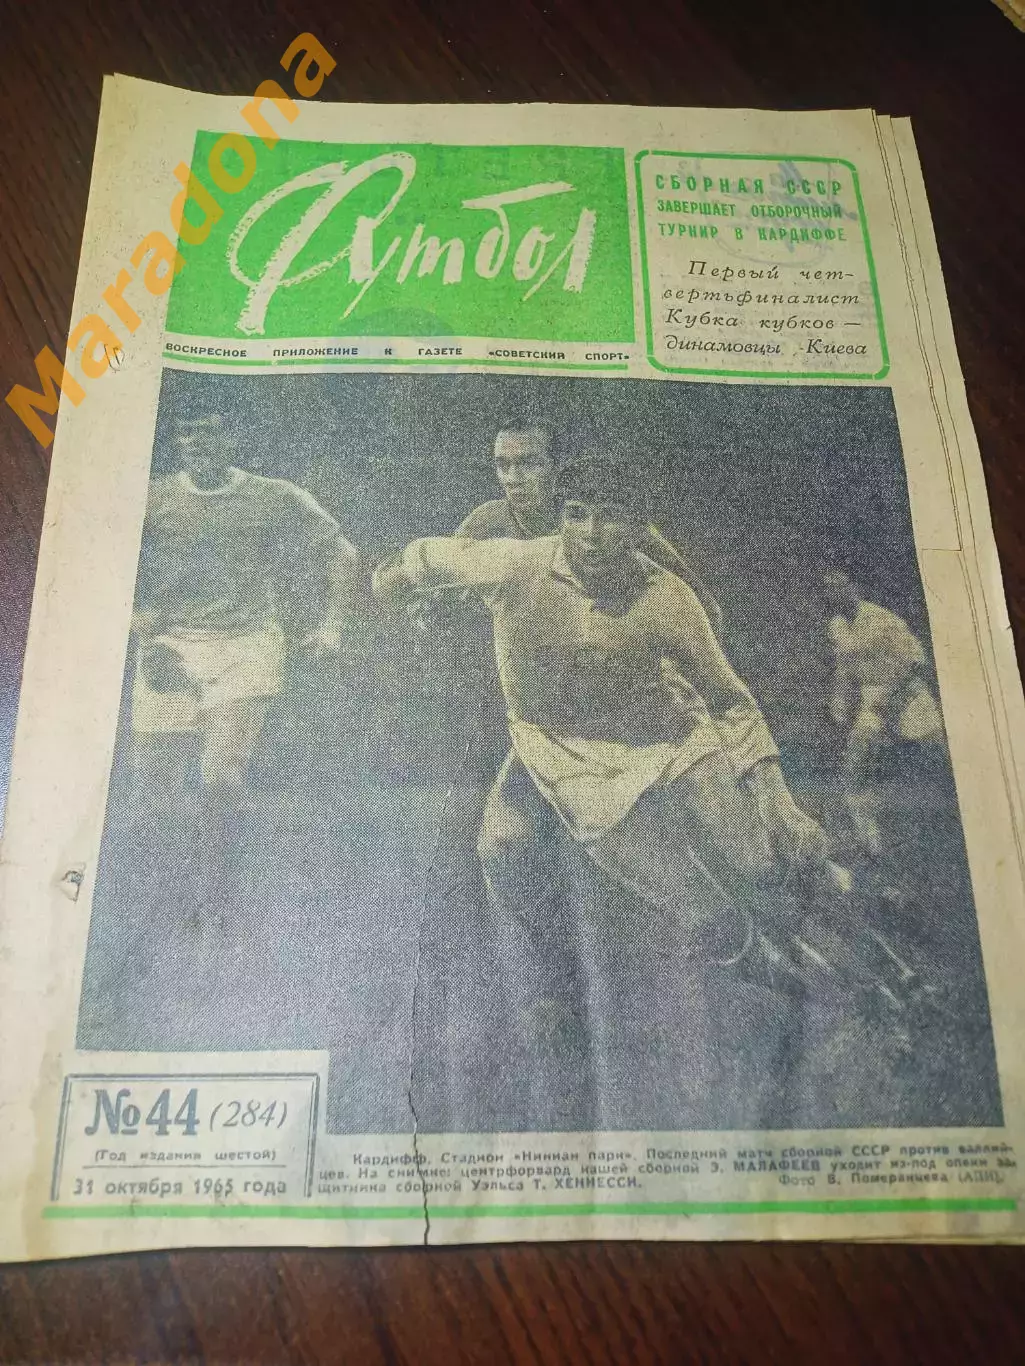 Maradona
Футбол
ВОСКРЕСНОЕ ПРИЛОЖЕНИЕ К ГАЗЕТЕ «СОВЕТСКИЙ СПОРТ»
СБОРНАЯ СССР
ЗАВЕРШАЕТ ОТБОРОЧНЫЙ
ТУРНИР В КАРДИФФЕ
Первый чет-
вертьфиналист
Кубка кубков —
динамовцы Киева
№ 44 (284)
(Год издания шестой)
31 октября 1965 года
Кардифф. Стадион «Ниниан парк». Последний матч сборной СССР против валлий-
цев. На снимке: центрфорвард нашей сборной Э. МАЛАФЕЕВ уходит из-под опеки за-
щитника сборной Уэльса Т. ХЕННЕССИ.
Фото В. Померанцева (АПН).